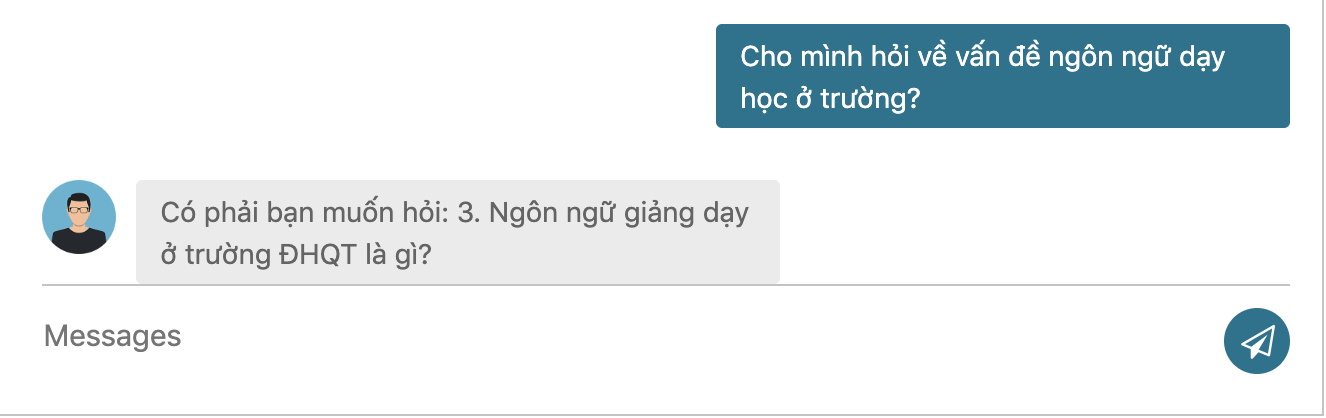 Cho mình hỏi về vấn đề ngôn ngữ dạy
học ở trường?
Có phải bạn muốn hỏi: 3. Ngôn ngữ giảng dạy
ở trường ĐHQT là gì?
Messages